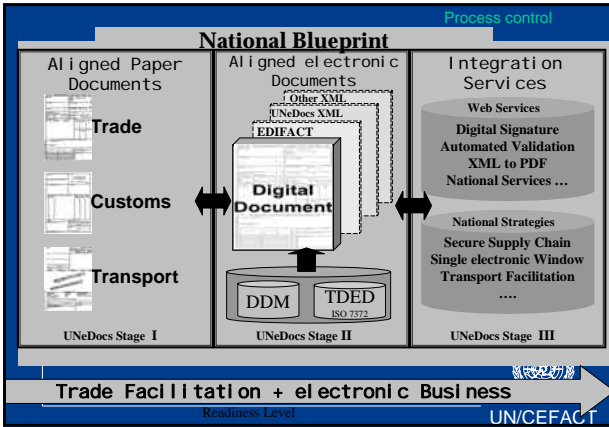 Process control
National Blueprint
Aligned Paper
Documents
Trade
Customs
Transport
UNeDocs Stage I
Aligned electronic
Documents
Other XML
UNeDocs XML
EDIFACT
Digital
Document
DDM
TDED
ISO 7372
UNeDocs Stage II
Integration
Services
Web Services
Digital Signature
Automated Validation
XML to PDF
National Services ...
National Strategies
Secure Supply Chain
Single electronic Window
Transport Facilitation
....
UNeDocs Stage III
Trade Facilitation + electronic Business
Readiness Level
UN/CEFACT